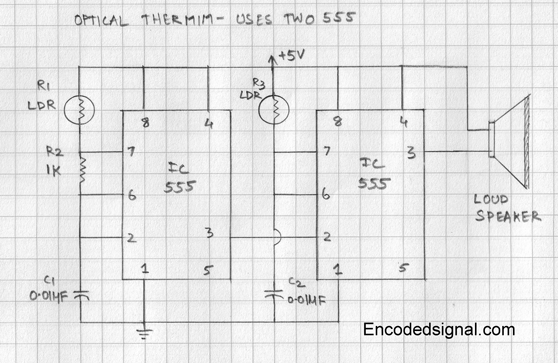 OPTICAL THERMIM - USES TWO 555
+5V
R1
LDR
R3
LDR
8
4
8
4
R2
1K
7
IC
555
7
IC
555
3
6
6
LOUD
SPEAKER
2
3
2
1
5
1
5
C1
0.01MF
C2
0.01MF
Encodedsignal.com